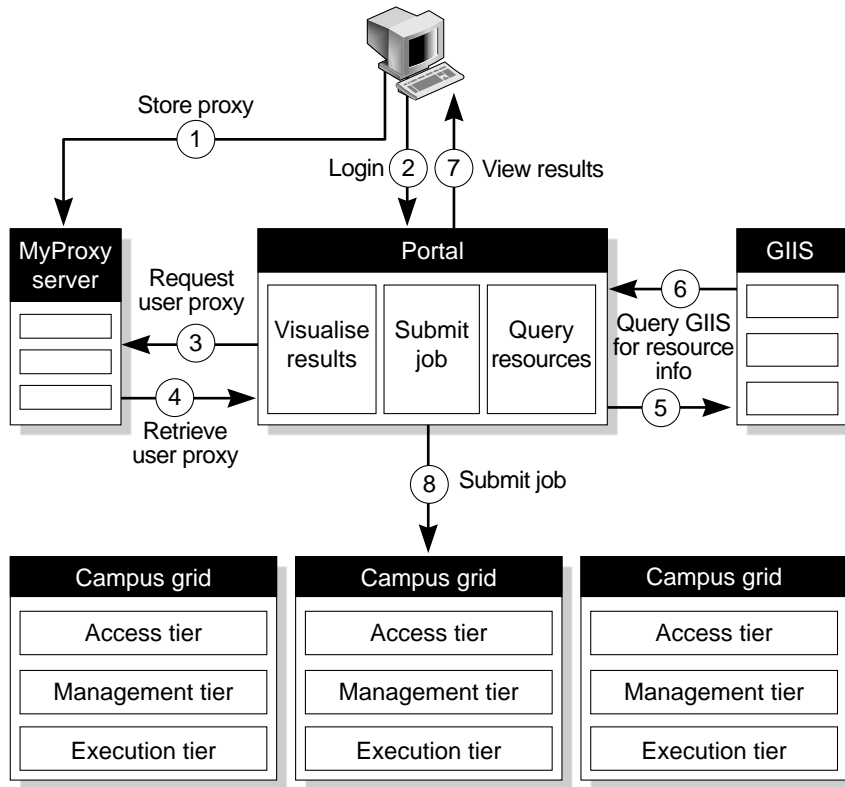 Store proxy
1
Login
2
7
View results
MyProxy
server
Portal
GIIS
Request
user proxy
3
4
Retrieve
user proxy
Visualise
results
Submit
job
Query
resources
6
Query GIIS
for resource
info
5
8
Submit job
Campus grid
Access tier
Management tier
Execution tier
Campus grid
Access tier
Management tier
Execution tier
Campus grid
Access tier
Management tier
Execution tier